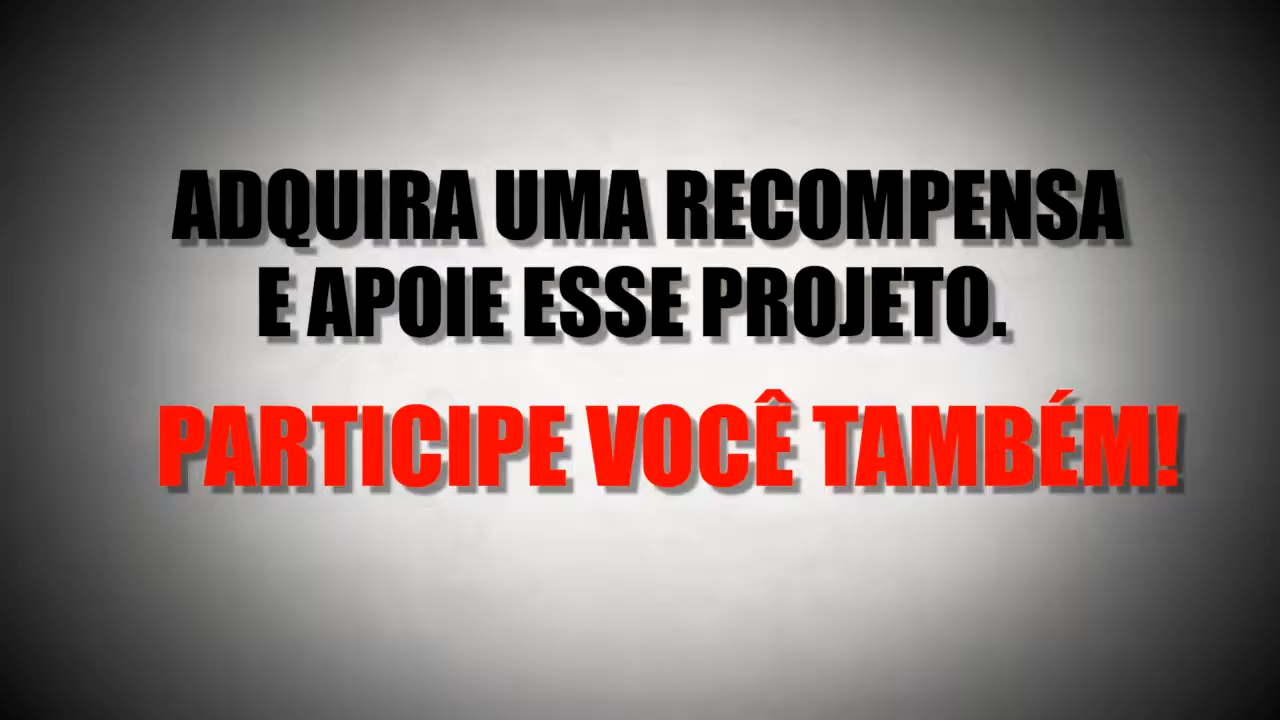 ADQUIRA UMA RECOMPENSA
E APOIE ESSE PROJETO.
PARTICIPE VOCÊ TAMBÉM!